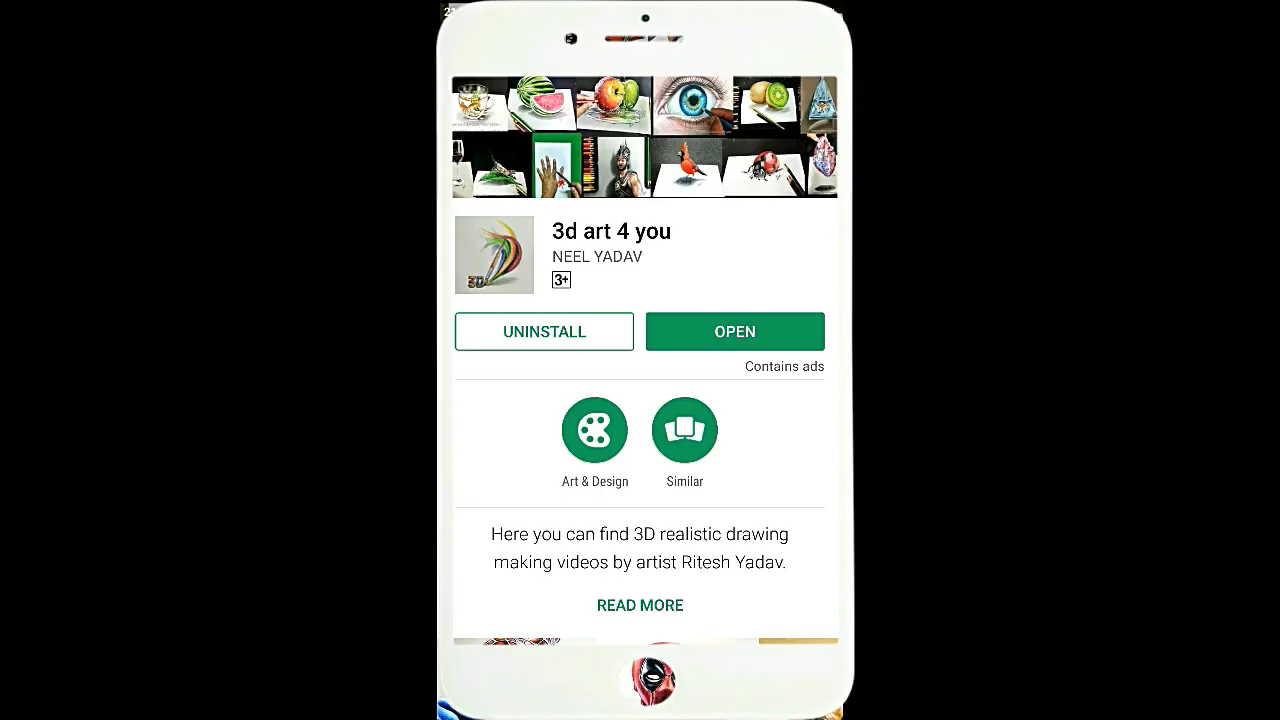 3d art 4 you
NEEL YADAV
3+
UNINSTALL
OPEN
Contains ads
Art & Design
Similar
Here you can find 3D realistic drawing
making videos by artist Ritesh Yadav.
READ MORE
3D